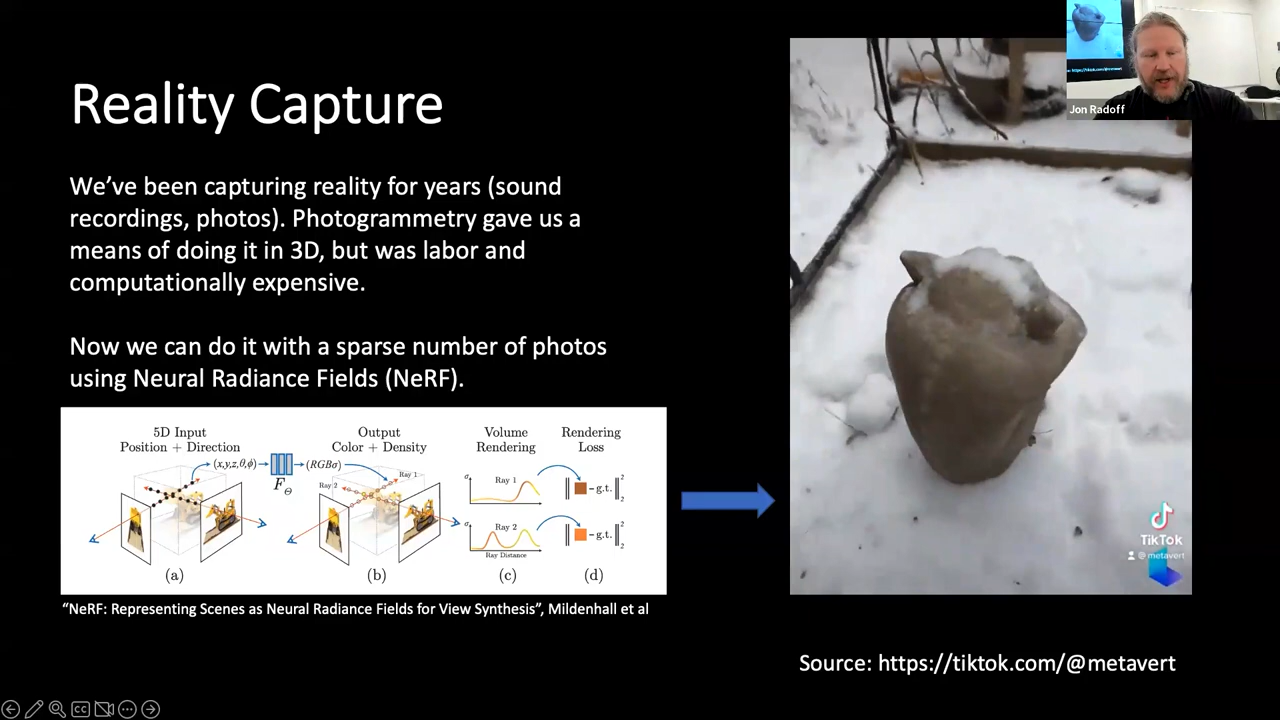 Reality Capture
We’ve been capturing reality for years (sound
recordings, photos). Photogrammetry gave us a
means of doing it in 3D, but was labor and
computationally expensive.
Now we can do it with a sparse number of photos
using Neural Radiance Fields (NeRF).
5D Input
Position + Direction
Output
Color + Density
Volume
Rendering
Rendering
Loss
(x,y,z,θ,ϕ)
FΘ
(RGBσ)
Ray 1
Ray 2
σ
Ray 1
σ
Ray 2
Ray Distance
‖ - g.t. ‖²₂
‖ - g.t. ‖²₂
(a)
(b)
(c)
(d)
“NeRF: Representing Scenes as Neural Radiance Fields for View Synthesis”, Mildenhall et al
Jon Radoff
TikTok
@metavert
Source: https://tiktok.com/@metavert
CC